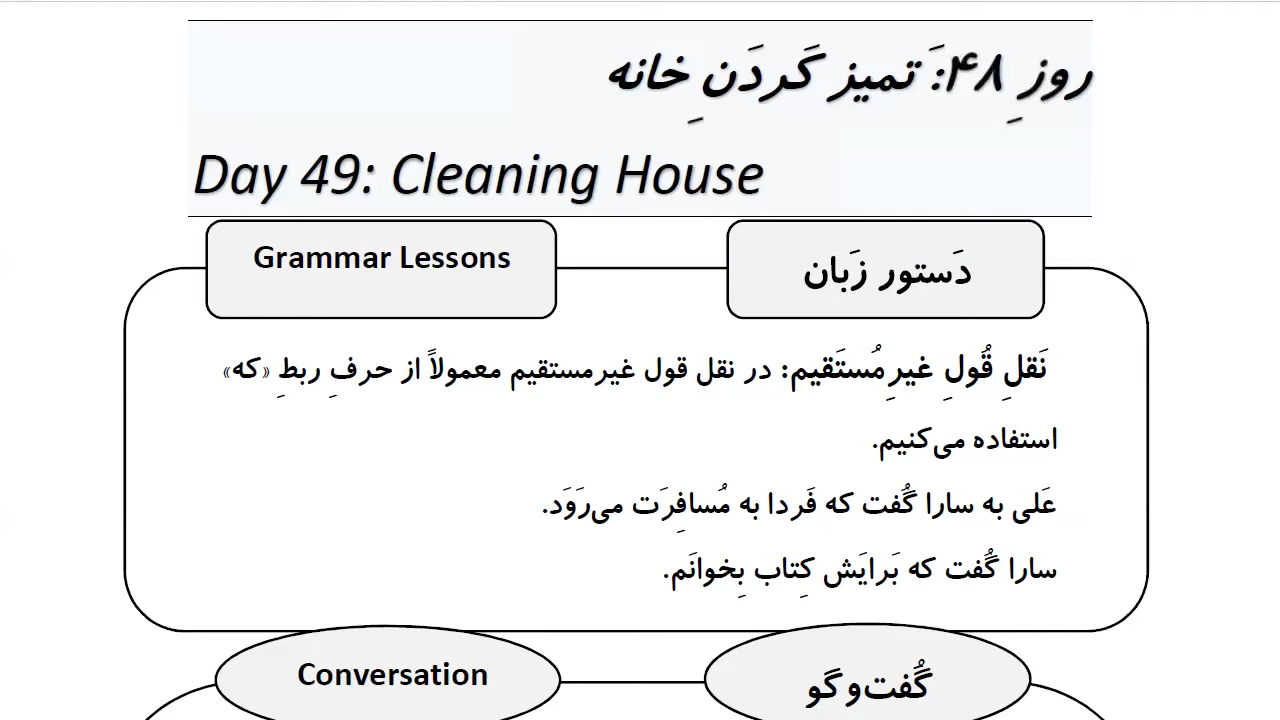 روزِ ۴۸: تَمیز کَردَنِ خانه
Day 49: Cleaning House
Grammar Lessons
دَستور زَبان
نَقلِ قُولِ غیرِمُستَقیم: در نقل قول غیرمستقیم معمولاً از حرفِ ربطِ «که»
استفاده می‌کنیم.
عَلی به سارا گُفت که فَردا به مُسافِرَت می‌رَوَد.
سارا گُفت که بَرایَش کِتاب بِخوانَم.
Conversation
گُفت‌وگو